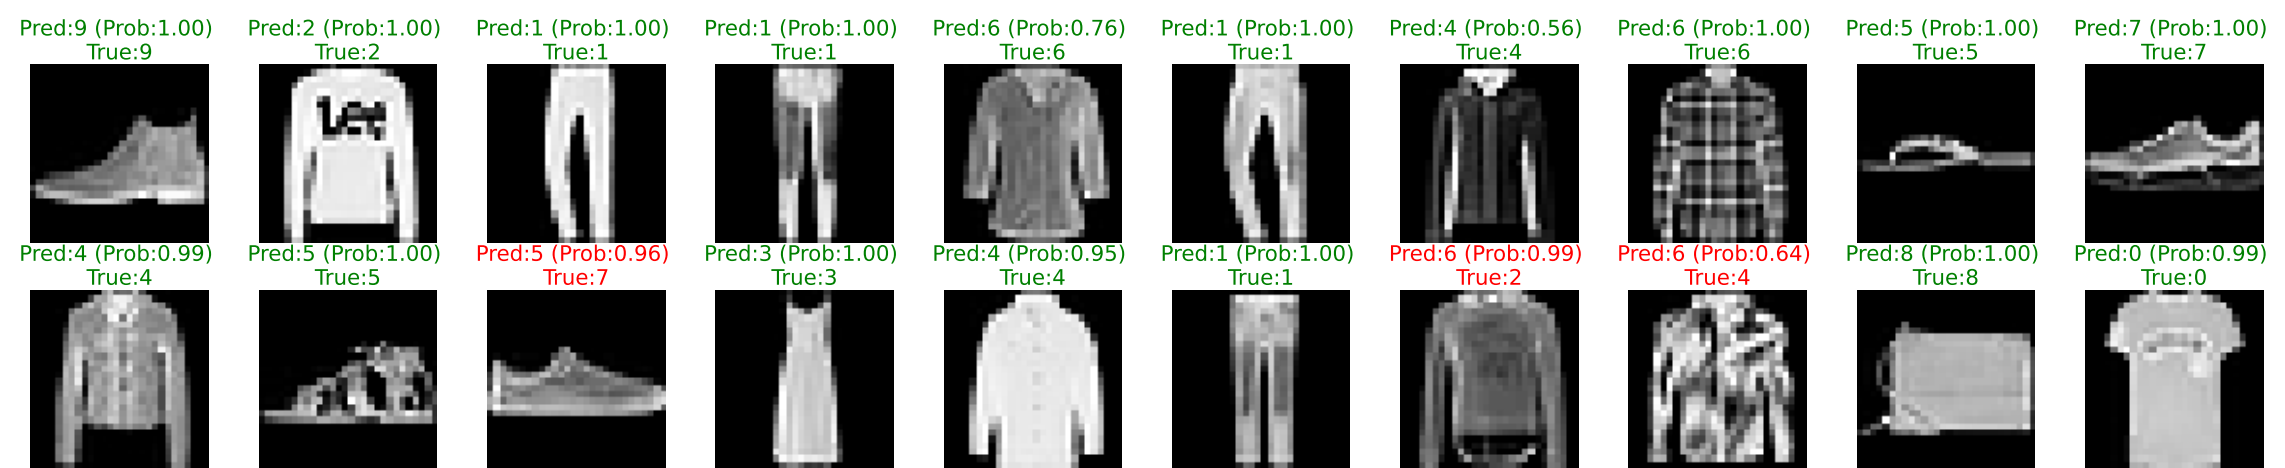 Pred:9 (Prob:1.00)
True:9
Pred:2 (Prob:1.00)
True:2
Pred:1 (Prob:1.00)
True:1
Pred:1 (Prob:1.00)
True:1
Pred:6 (Prob:0.76)
True:6
Pred:1 (Prob:1.00)
True:1
Pred:4 (Prob:0.56)
True:4
Pred:6 (Prob:1.00)
True:6
Pred:5 (Prob:1.00)
True:5
Pred:7 (Prob:1.00)
True:7
Lee
Pred:4 (Prob:0.99)
True:4
Pred:5 (Prob:1.00)
True:5
Pred:5 (Prob:0.96)
True:7
Pred:3 (Prob:1.00)
True:3
Pred:4 (Prob:0.95)
True:4
Pred:1 (Prob:1.00)
True:1
Pred:6 (Prob:0.99)
True:2
Pred:6 (Prob:0.64)
True:4
Pred:8 (Prob:1.00)
True:8
Pred:0 (Prob:0.99)
True:0